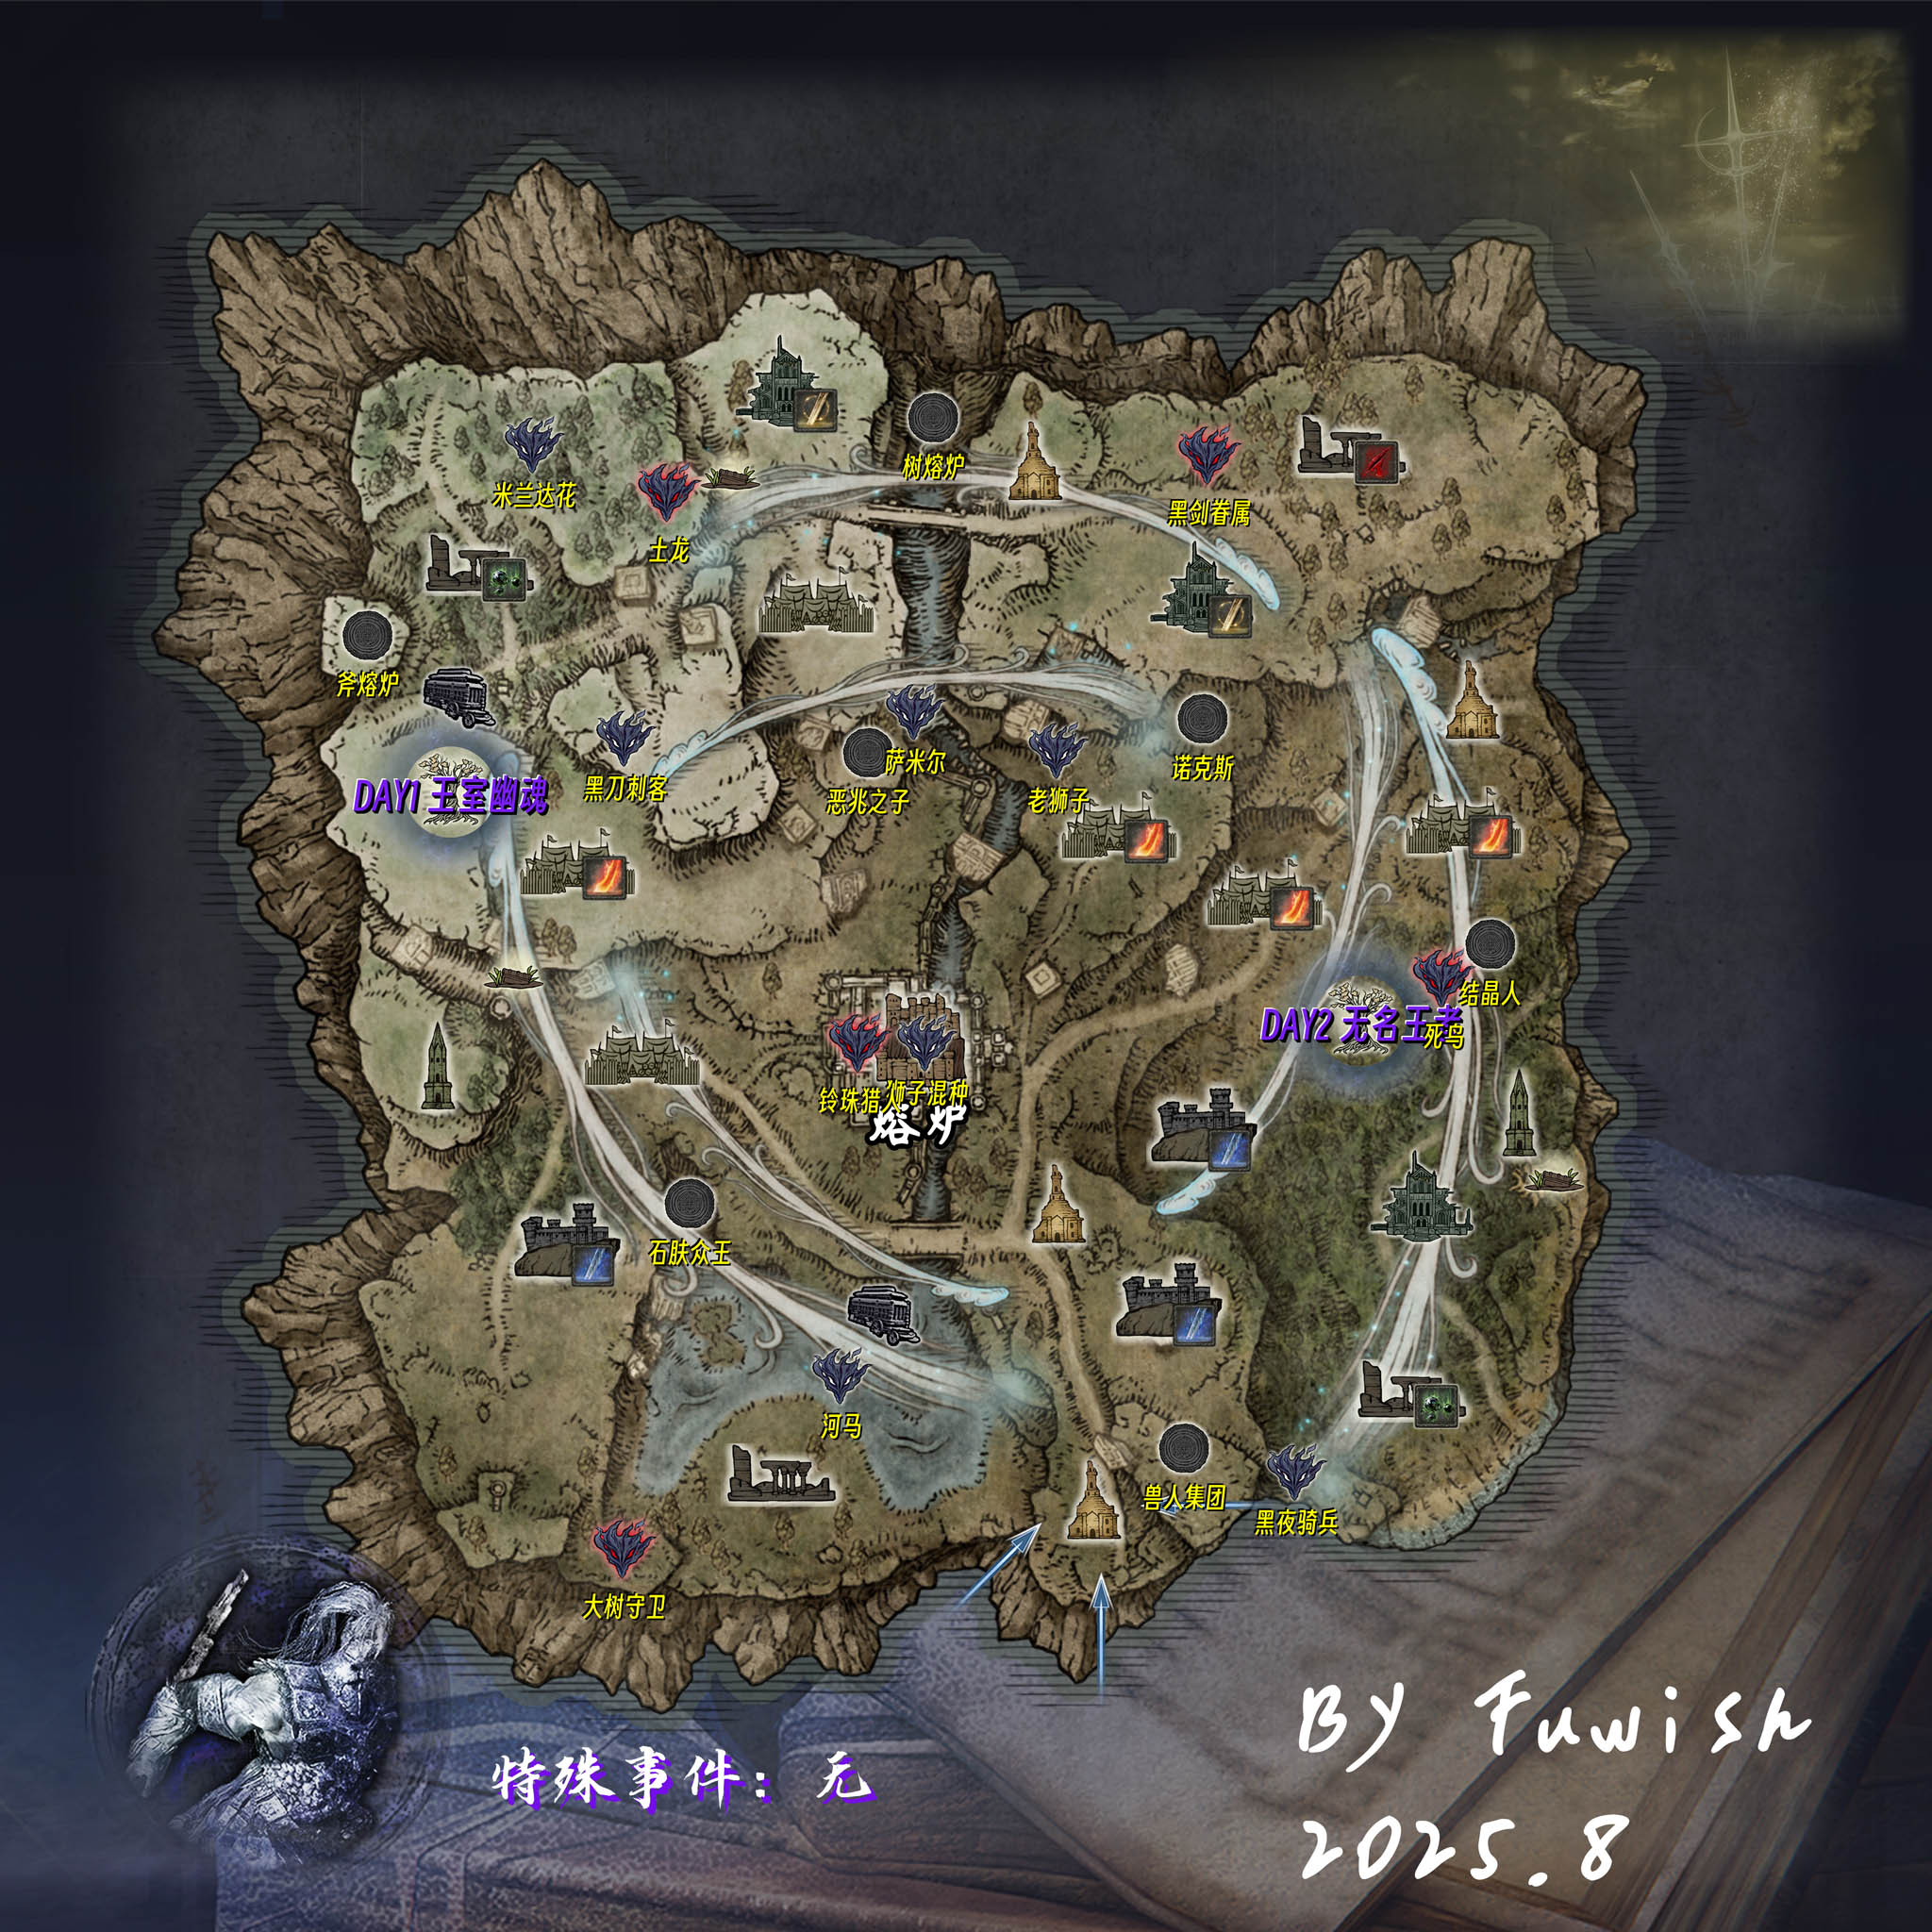 树熔炉
米兰达花
黑剑眷属
土龙
斧熔炉
萨米尔
诺克斯
黑刀刺客
恶兆之子
老狮子
DAY1 王室幽魂
结晶人
DAY2 无名王者
死鸟
铃珠猎人
狮子混种
熔炉
石肤众王
河马
兽人集团
黑夜骑兵
大树守卫
特殊事件：无
By Fuwish
2025.8